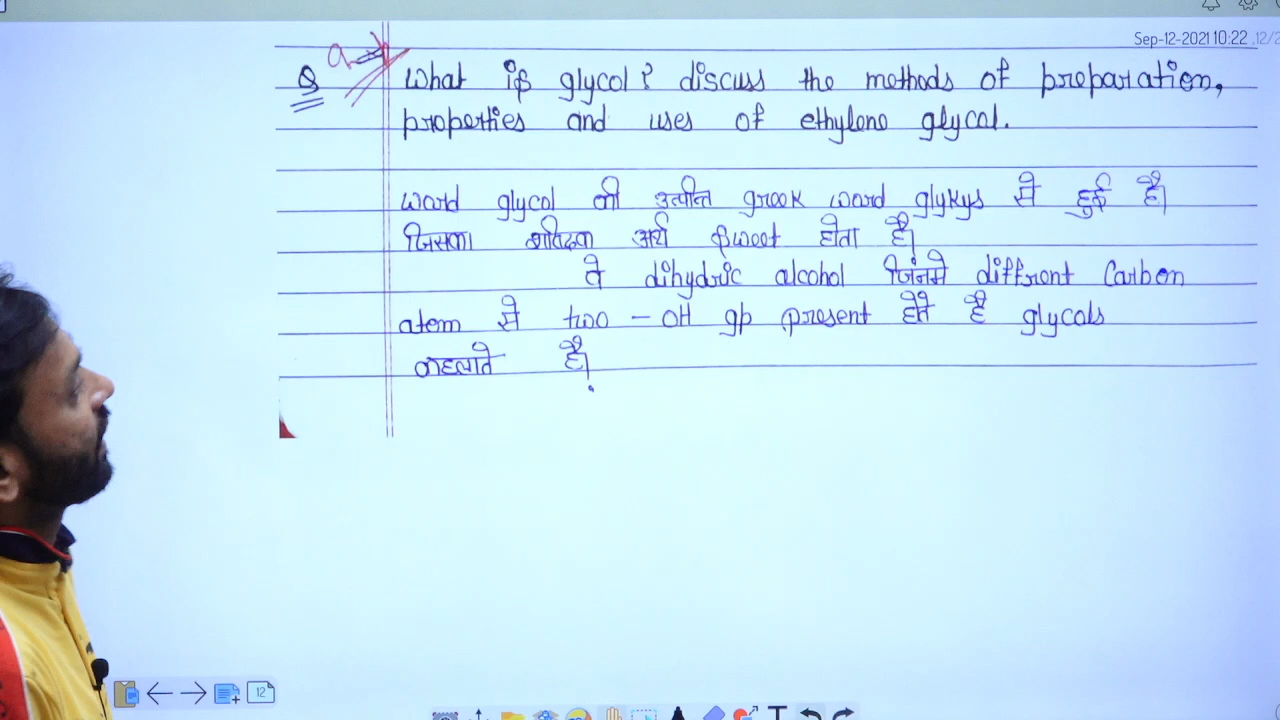 Sep-12-2021 10:22
Q What is glycol? discuss the methods of preparation,
properties and uses of ethylene glycol.
word glycol की उत्पत्ति greek word glykys से हुई है।
जिसका शाब्दिक अर्थ sweet होता है।
वे dihydric alcohol जिनमे diffrent Carbon
atom से two - OH gp present होते है glycols
कहलाते है।
12